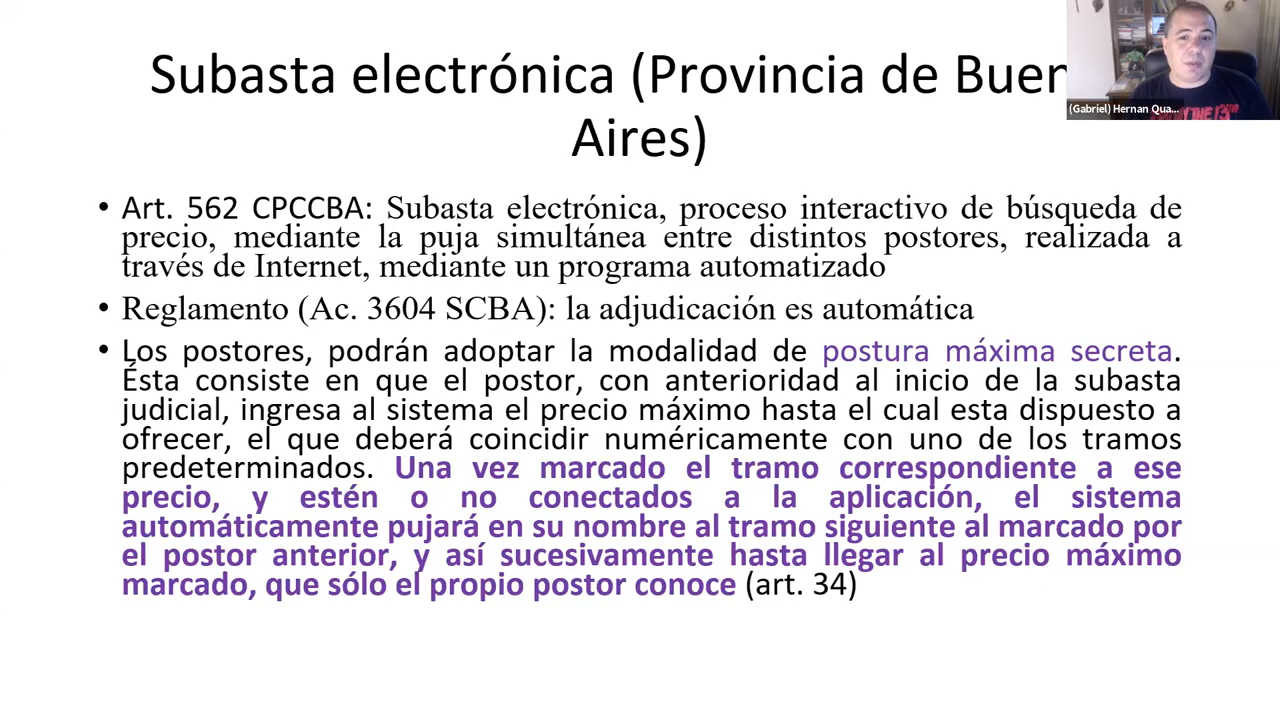 Subasta electrónica (Provincia de Buen
Aires)
(Gabriel) Hernan Qua...
• Art. 562 CPCCBA: Subasta electrónica, proceso interactivo de búsqueda de
precio, mediante la puja simultánea entre distintos postores, realizada a
través de Internet, mediante un programa automatizado
• Reglamento (Ac. 3604 SCBA): la adjudicación es automática
• Los postores, podrán adoptar la modalidad de postura máxima secreta.
Ésta consiste en que el postor, con anterioridad al inicio de la subasta
judicial, ingresa al sistema el precio máximo hasta el cual esta dispuesto a
ofrecer, el que deberá coincidir numéricamente con uno de los tramos
predeterminados. Una vez marcado el tramo correspondiente a ese
precio, y estén o no conectados a la aplicación, el sistema
automáticamente pujará en su nombre al tramo siguiente al marcado por
el postor anterior, y así sucesivamente hasta llegar al precio máximo
marcado, que sólo el propio postor conoce (art. 34)